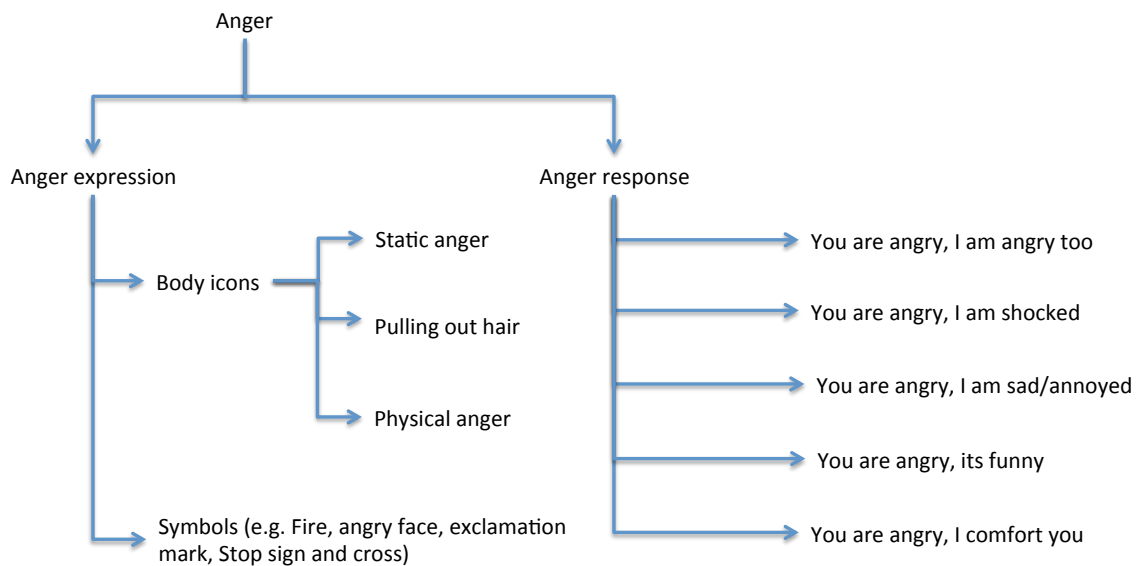 Anger
Anger expression
Anger response
Static anger
You are angry, I am angry too
Body icons
Pulling out hair
You are angry, I am shocked
Physical anger
You are angry, I am sad/annoyed
You are angry, its funny
Symbols (e.g. Fire, angry face, exclamation
mark, Stop sign and cross)
You are angry, I comfort you